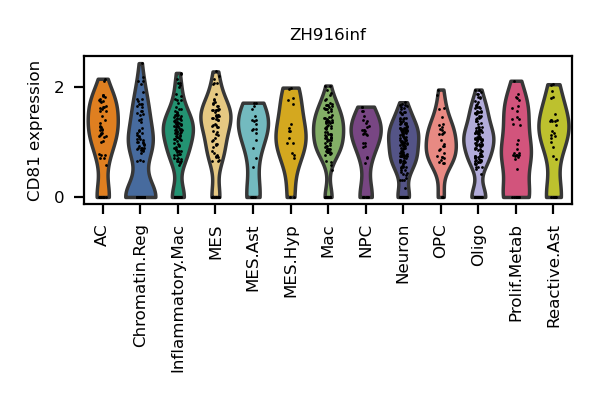 ZH916inf
CD81 expression
2
0
AC
Chromatin.Reg
Inflammatory.Mac
MES
MES.Ast
MES.Hyp
Mac
NPC
Neuron
OPC
Oligo
Prolif.Metab
Reactive.Ast